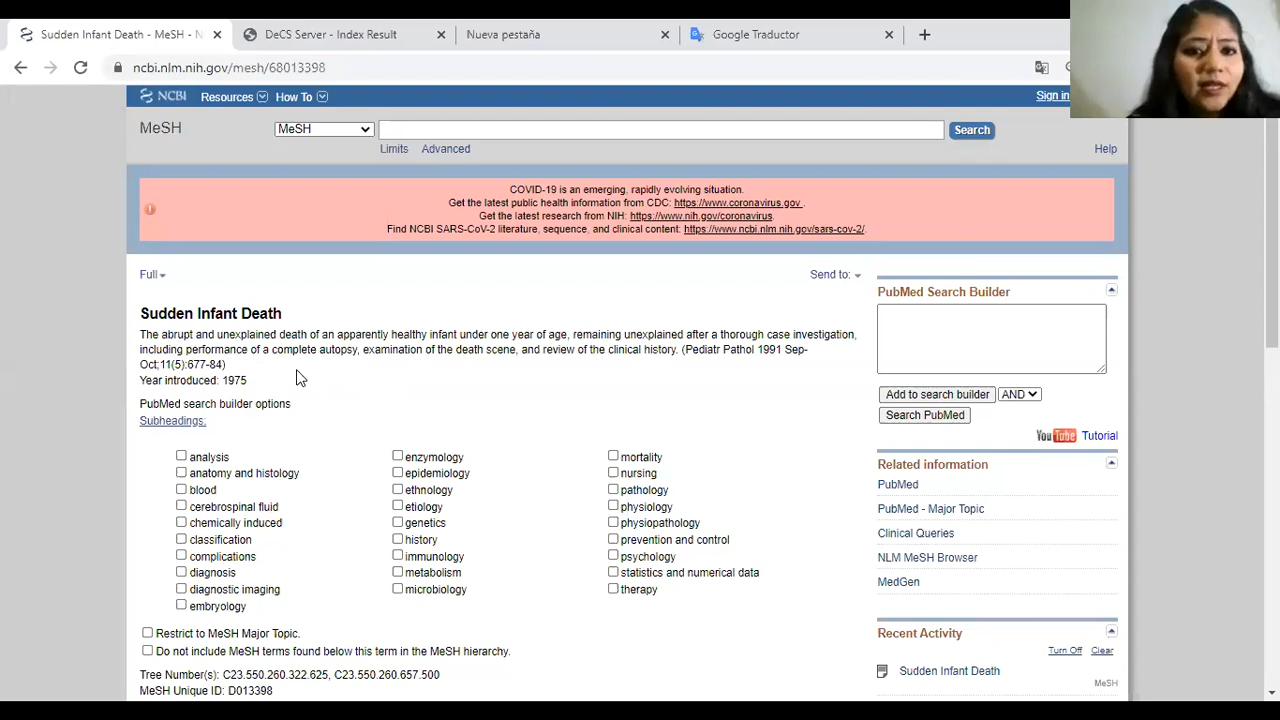 Sudden Infant Death - MeSH - N
DeCS Server - Index Result
Nueva pestaña
Google Traductor
ncbi.nlm.nih.gov/mesh/68013398
NCBI Resources How To Sign in
MeSH MeSH Search
Limits Advanced Help
COVID-19 is an emerging, rapidly evolving situation.
Get the latest public health information from CDC: https://www.coronavirus.gov .
Get the latest research from NIH: https://www.nih.gov/coronavirus.
Find NCBI SARS-CoV-2 literature, sequence, and clinical content: https://www.ncbi.nlm.nih.gov/sars-cov-2/.
Full Send to:
Sudden Infant Death
The abrupt and unexplained death of an apparently healthy infant under one year of age, remaining unexplained after a thorough case investigation,
including performance of a complete autopsy, examination of the death scene, and review of the clinical history. (Pediatr Pathol 1991 Sep-
Oct;11(5):677-84)
Year introduced: 1975
PubMed search builder options
Subheadings:
analysis
anatomy and histology
blood
cerebrospinal fluid
chemically induced
classification
complications
diagnosis
diagnostic imaging
embryology
enzymology
epidemiology
ethnology
etiology
genetics
history
immunology
metabolism
microbiology
mortality
nursing
pathology
physiology
physiopathology
prevention and control
psychology
statistics and numerical data
therapy
Restrict to MeSH Major Topic.
Do not include MeSH terms found below this term in the MeSH hierarchy.
Tree Number(s): C23.550.260.322.625, C23.550.260.657.500
MeSH Unique ID: D013398
PubMed Search Builder
Add to search builder AND
Search PubMed
YouTube Tutorial
Related information
PubMed
PubMed - Major Topic
Clinical Queries
NLM MeSH Browser
MedGen
Recent Activity
Turn Off Clear
Sudden Infant Death
MeSH